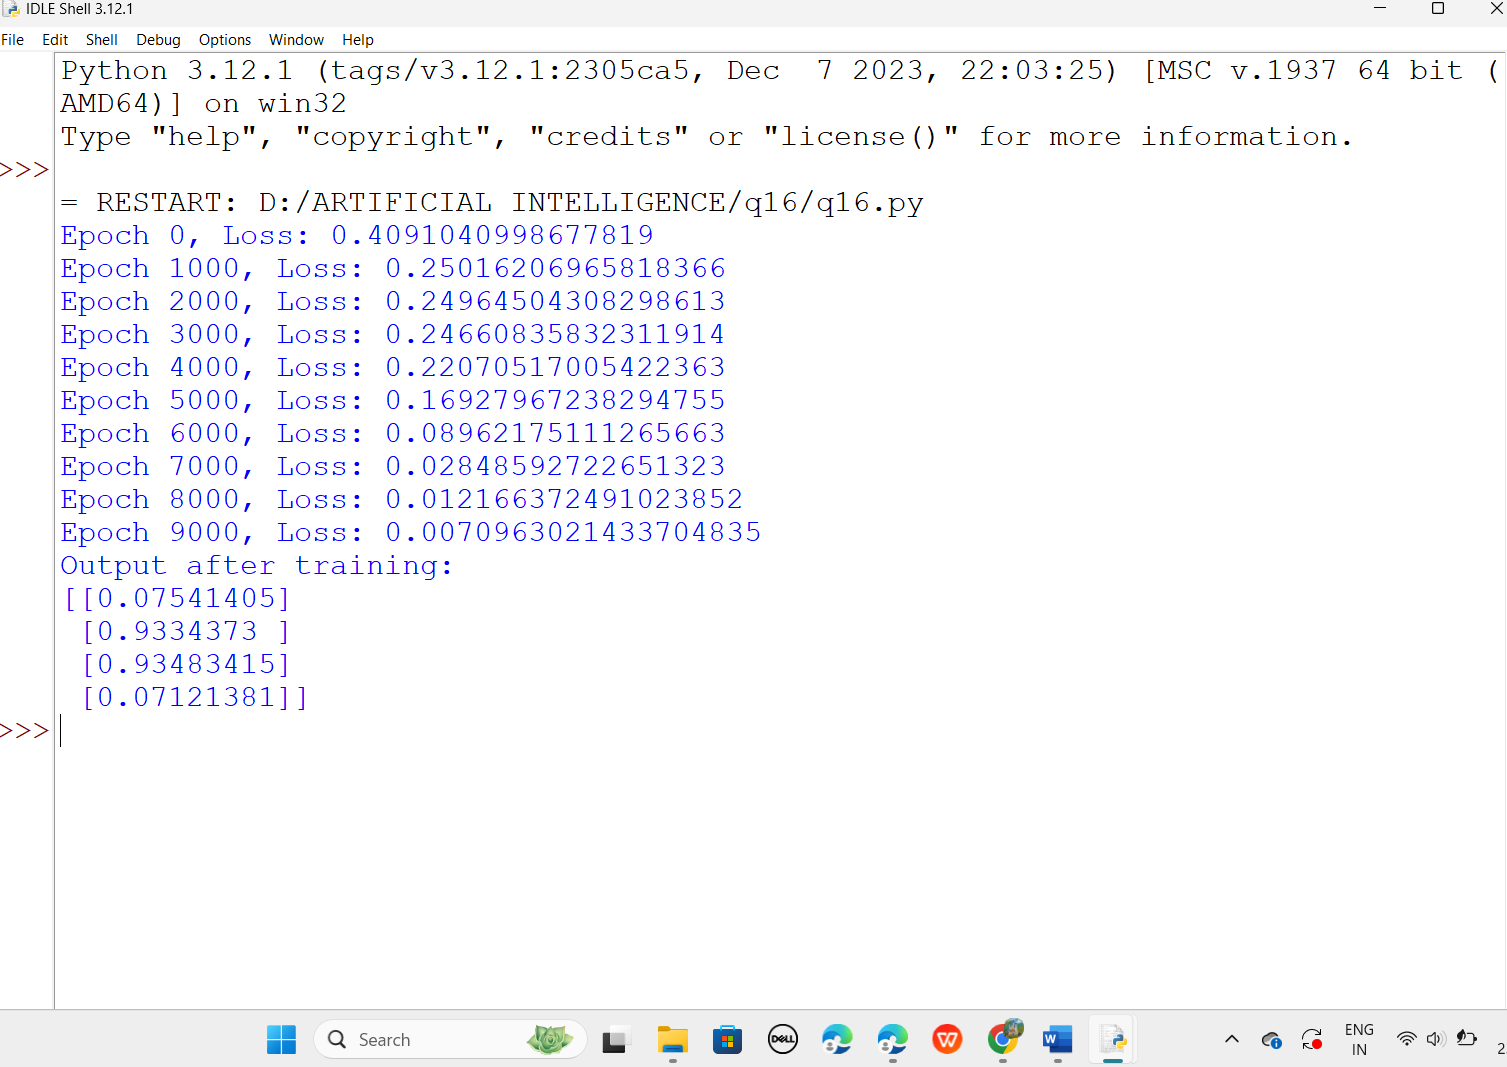 IDLE Shell 3.12.1
File Edit Shell Debug Options Window Help
Python 3.12.1 (tags/v3.12.1:2305ca5, Dec  7 2023, 22:03:25) [MSC v.1937 64 bit (
AMD64)] on win32
Type "help", "copyright", "credits" or "license()" for more information.
>>>
= RESTART: D:/ARTIFICIAL INTELLIGENCE/q16/q16.py
Epoch 0, Loss: 0.4091040998677819
Epoch 1000, Loss: 0.25016206965818366
Epoch 2000, Loss: 0.24964504308298613
Epoch 3000, Loss: 0.24660835832311914
Epoch 4000, Loss: 0.22070517005422363
Epoch 5000, Loss: 0.16927967238294755
Epoch 6000, Loss: 0.08962175111265663
Epoch 7000, Loss: 0.02848592722651323
Epoch 8000, Loss: 0.012166372491023852
Epoch 9000, Loss: 0.0070963021433704835
Output after training:
[[0.07541405]
 [0.9334373 ]
 [0.93483415]
 [0.07121381]]
>>>
Search
DELL
W
W
ENG
IN
2